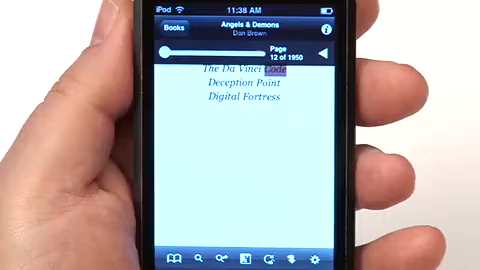 iPod 11:38 AM
Books
Angels & Demons
Dan Brown
Page
12 of 1950
The Da Vinci Code
Deception Point
Digital Fortress